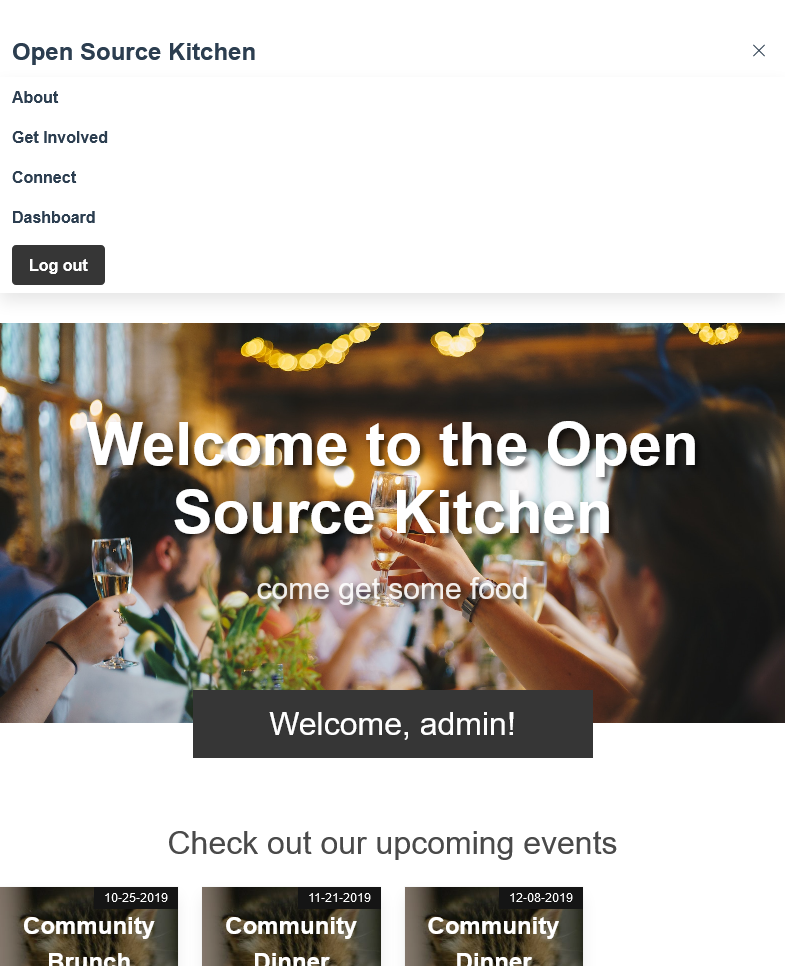 Open Source Kitchen
About
Get Involved
Connect
Dashboard
Log out
Welcome to the Open
Source Kitchen
come get some food
Welcome, admin!
Check out our upcoming events
10-25-2019
11-21-2019
12-08-2019
Community
Brunch
Community
Dinner
Community
Dinner